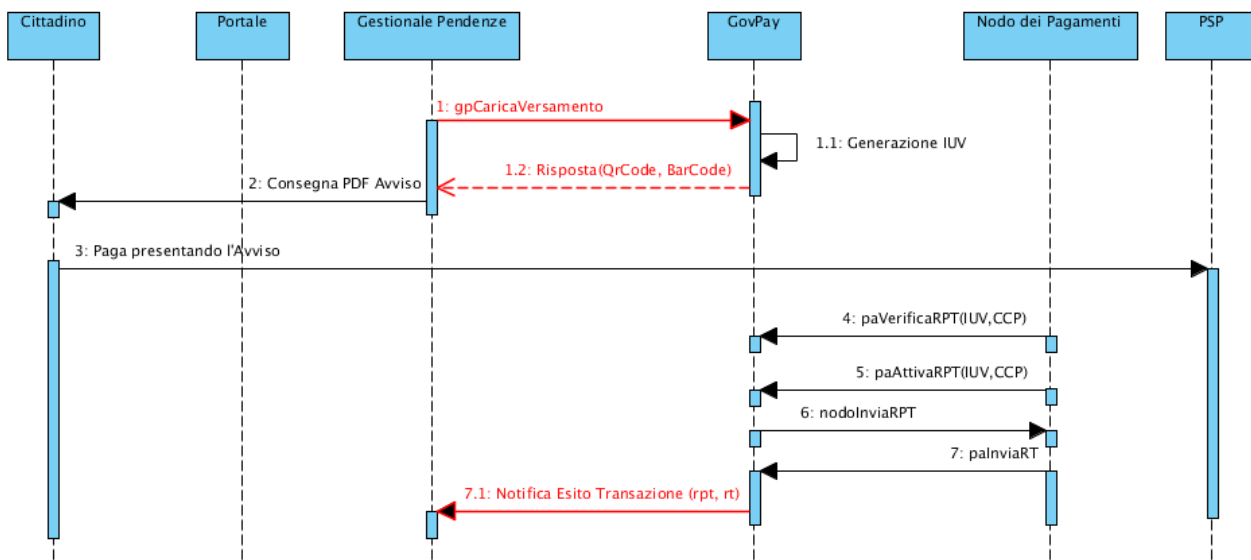 Cittadino
Portale
Gestionale Pendenze
GovPay
Nodo dei Pagamenti
PSP
1: gpCaricaVersamento
1.1: Generazione IUV
1.2: Risposta(QrCode, BarCode)
2: Consegna PDF Avviso
3: Paga presentando l'Avviso
4: paVerificaRPT(IUV,CCP)
5: paAttivaRPT(IUV,CCP)
6: nodoInviaRPT
7: paInviaRT
7.1: Notifica Esito Transazione (rpt, rt)